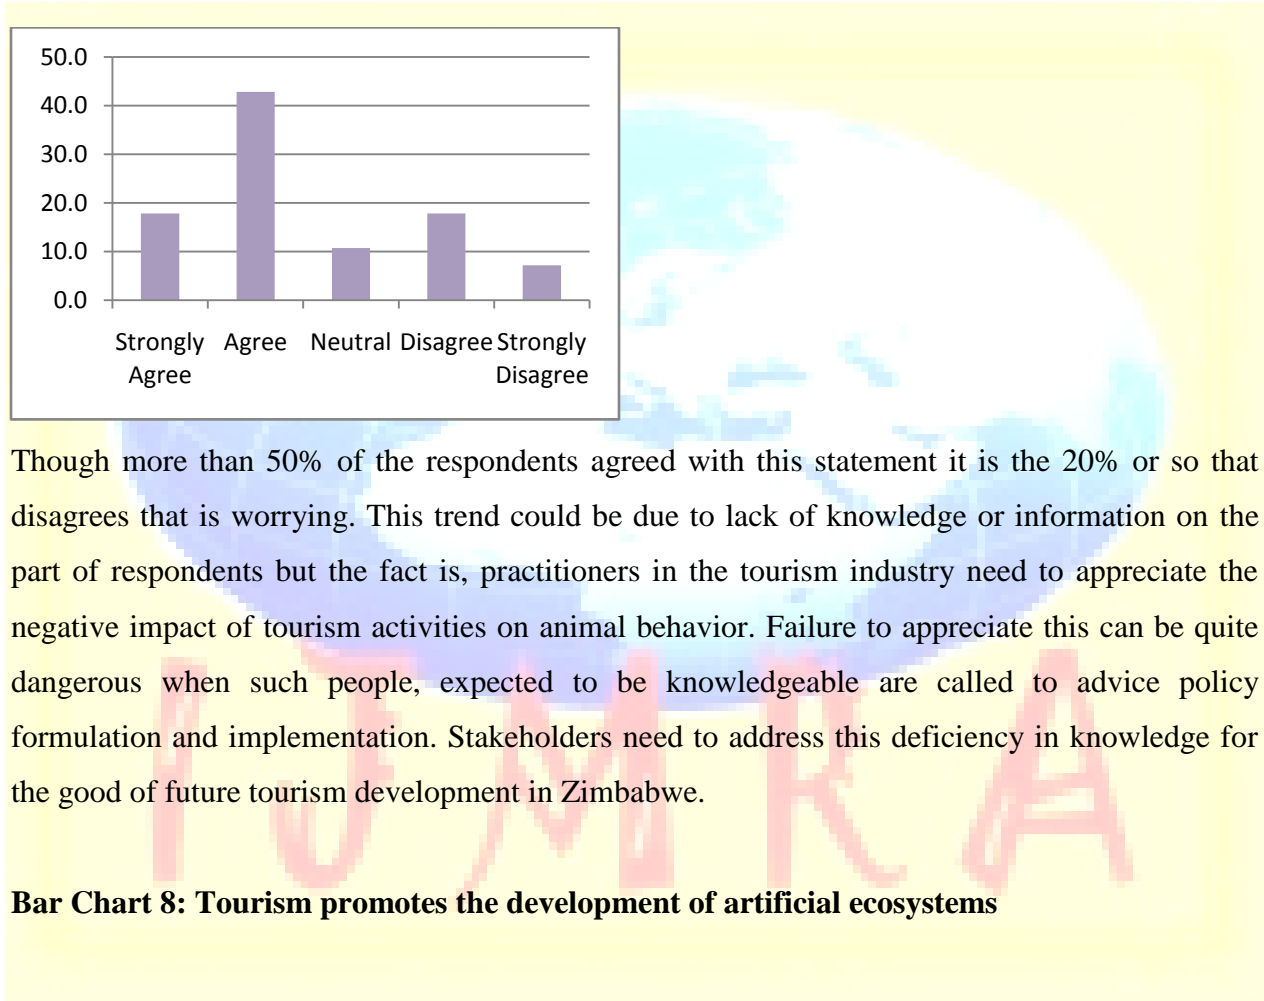 50.0
40.0
30.0
20.0
10.0
0.0
Strongly Agree Neutral Disagree Strongly
Agree Disagree
Though more than 50% of the respondents agreed with this statement it is the 20% or so that
disagrees that is worrying. This trend could be due to lack of knowledge or information on the
part of respondents but the fact is, practitioners in the tourism industry need to appreciate the
negative impact of tourism activities on animal behavior. Failure to appreciate this can be quite
dangerous when such people, expected to be knowledgeable are called to advice policy
formulation and implementation. Stakeholders need to address this deficiency in knowledge for
the good of future tourism development in Zimbabwe.
IJMRA
Bar Chart 8: Tourism promotes the development of artificial ecosystems